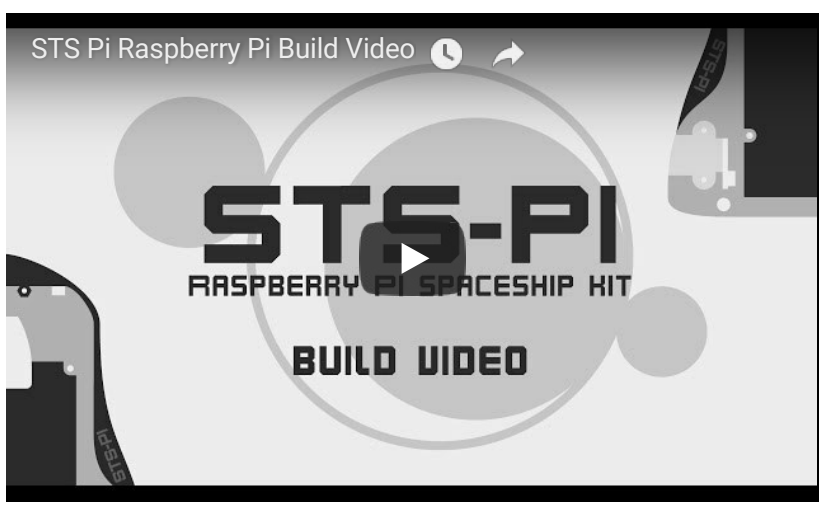 STS Pi Raspberry Pi Build Video
STS-PI
STS-PI
RASPBERRY PI SPACESHIP KIT
BUILD VIDEO
STS-PI